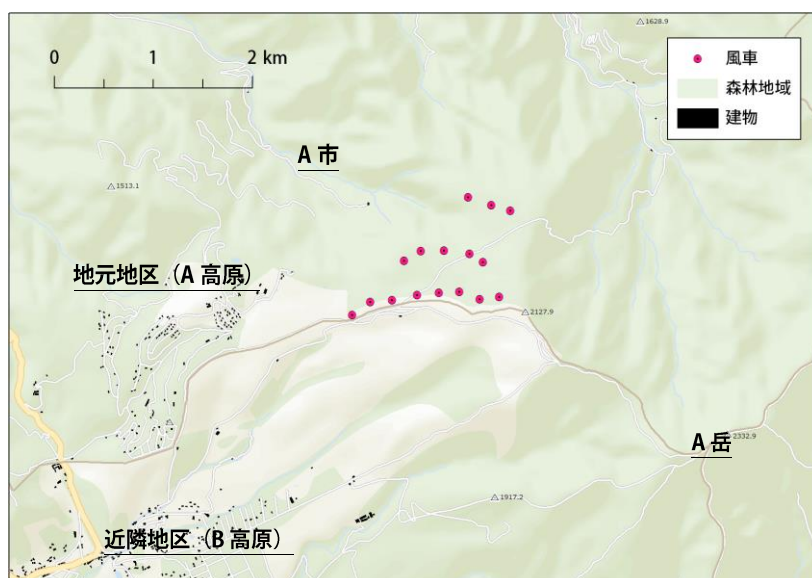 1628.9
0 1 2 km
風車
森林地域
建物
A 市
1513.1
地元地区（A 高原）
2127.9
A 岳
2332.9
1917.2
近隣地区（B 高原）